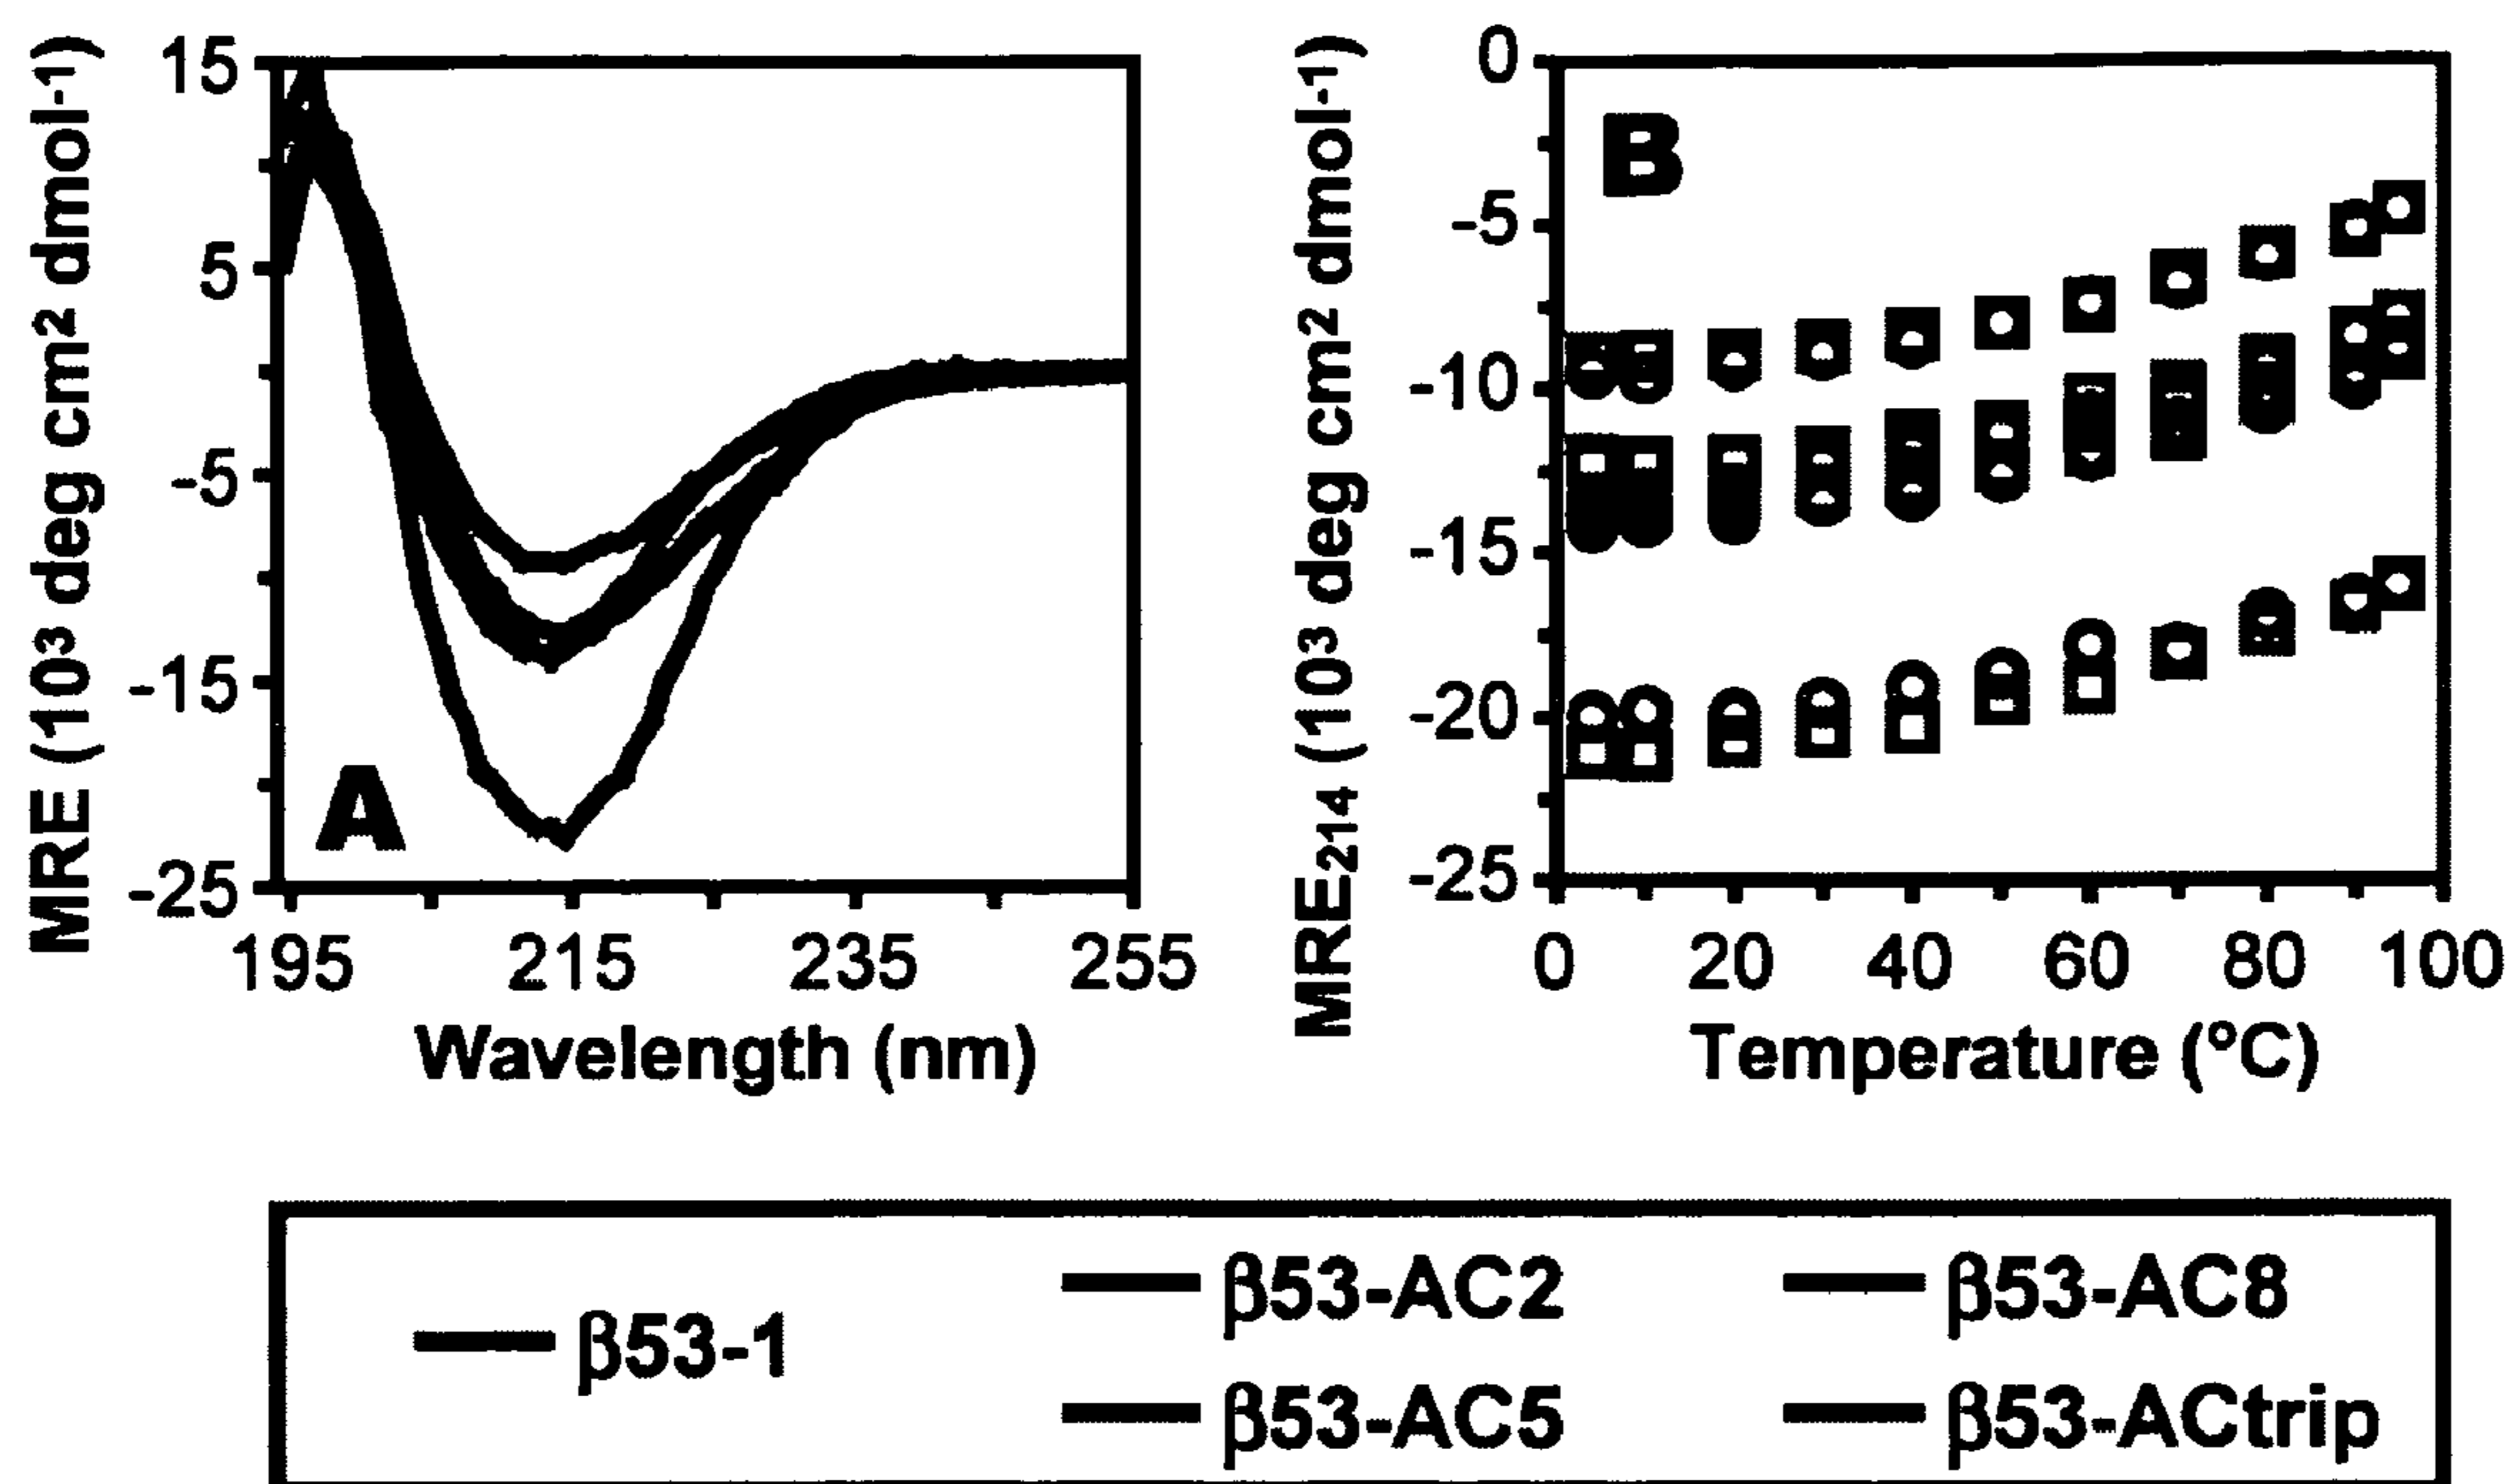 MRE (10³ deg cm² dmol⁻¹)
15
5
-5
-15
-25
A
195 215 235 255
Wavelength (nm)
MRE₂₁₄ (10³ deg cm² dmol⁻¹)
0
-5
-10
-15
-20
-25
B
0 20 40 60 80 100
Temperature (ºC)
β53-1
β53-AC2
β53-AC5
β53-AC8
β53-ACtrip